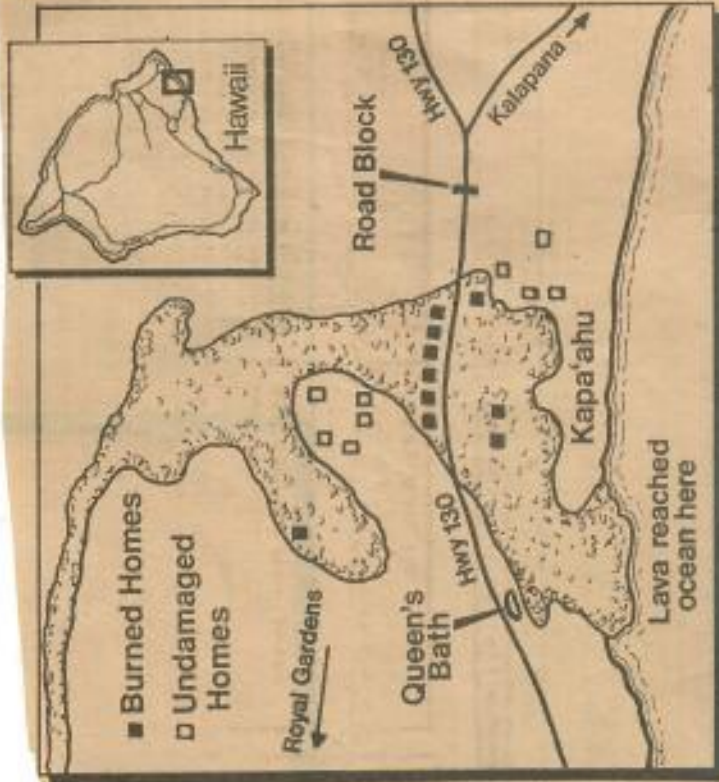 Hawaii
Hwy 130
Kalapana
Road Block
■ Burned Homes
□ Undamaged
Homes
Royal Gardens
Queen's
Bath
Hwy 130
Kapa'ahu
Lava reached
ocean here